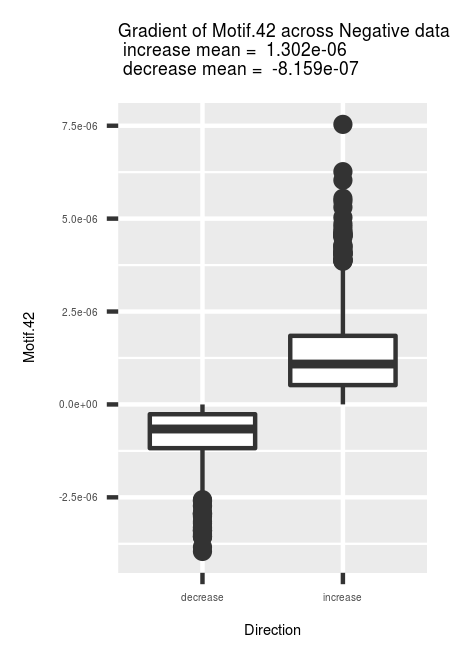 Gradient of Motif.42 across Negative data
increase mean =  1.302e-06
decrease mean =  -8.159e-07
7.5e-06
5.0e-06
2.5e-06
0.0e+00
-2.5e-06
Motif.42
decrease increase
Direction